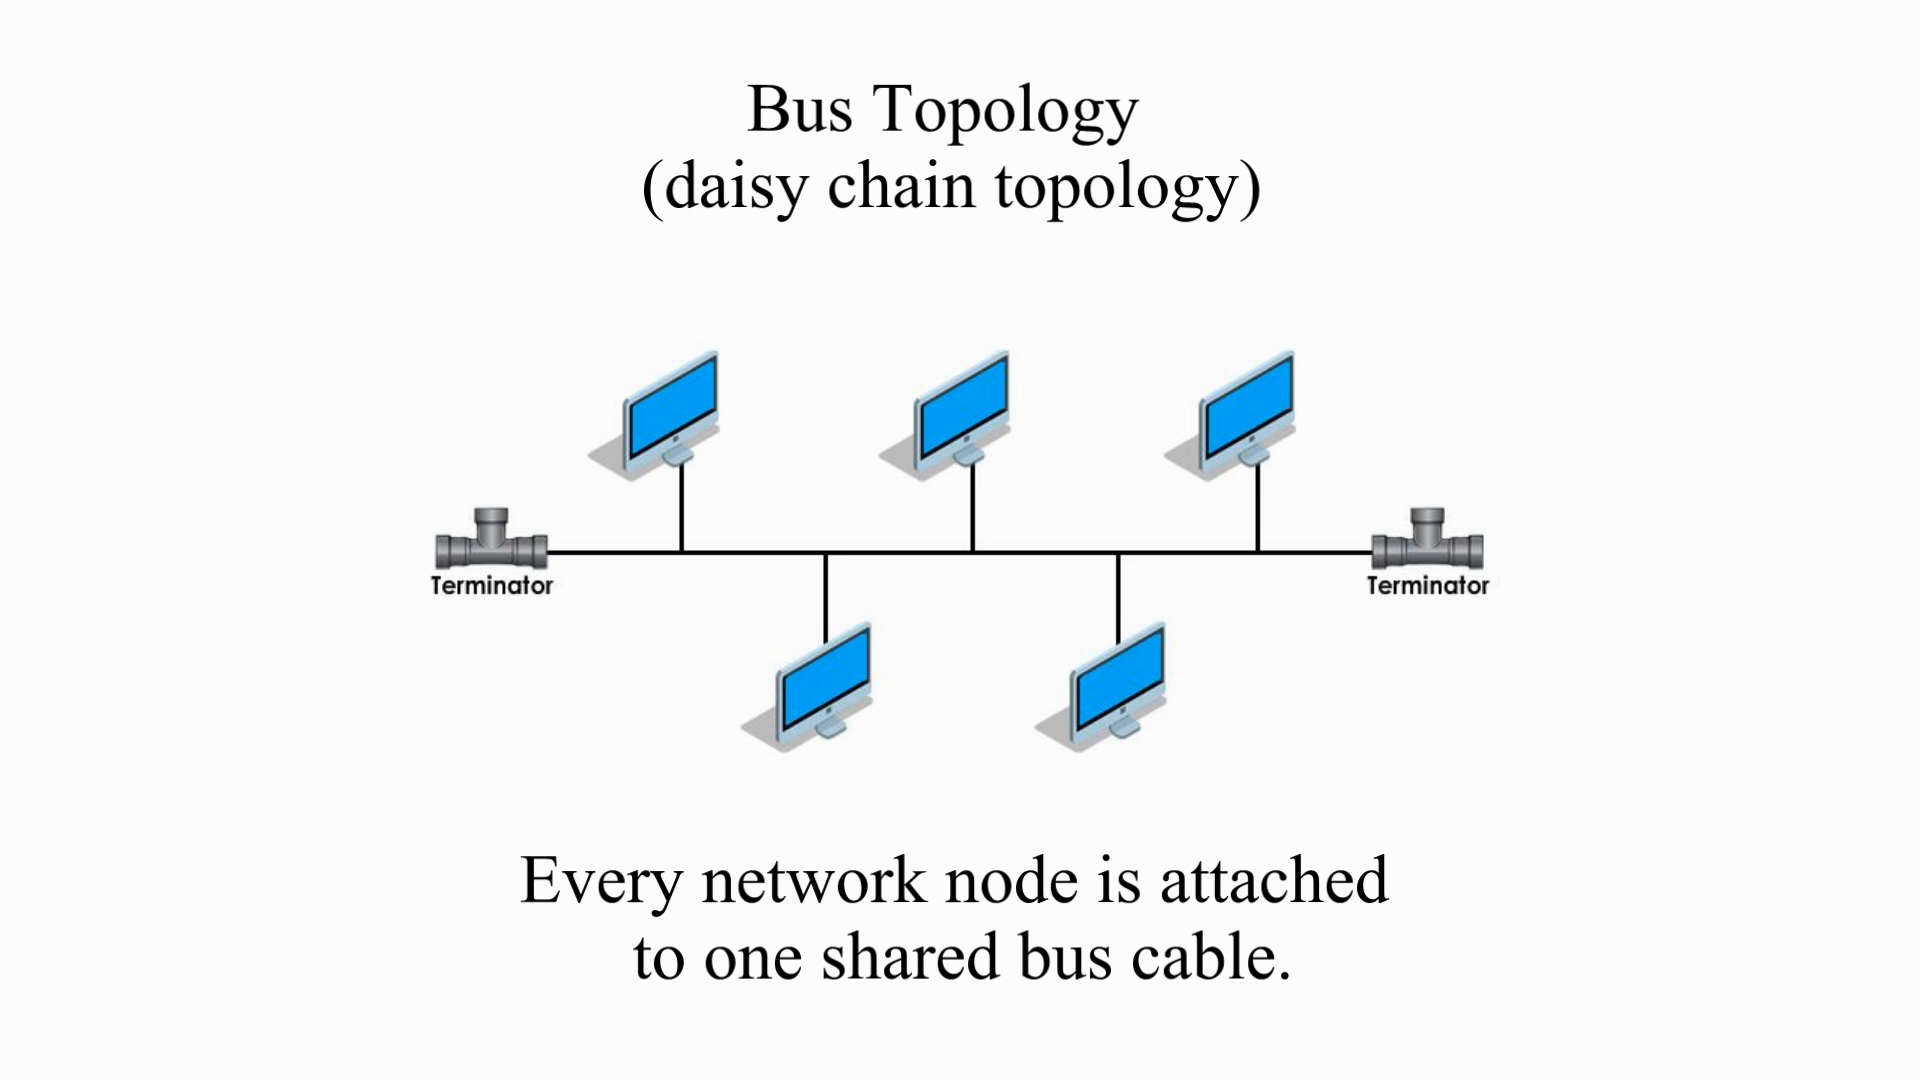 Bus Topology
(daisy chain topology)
Terminator
Terminator
Every network node is attached
to one shared bus cable.